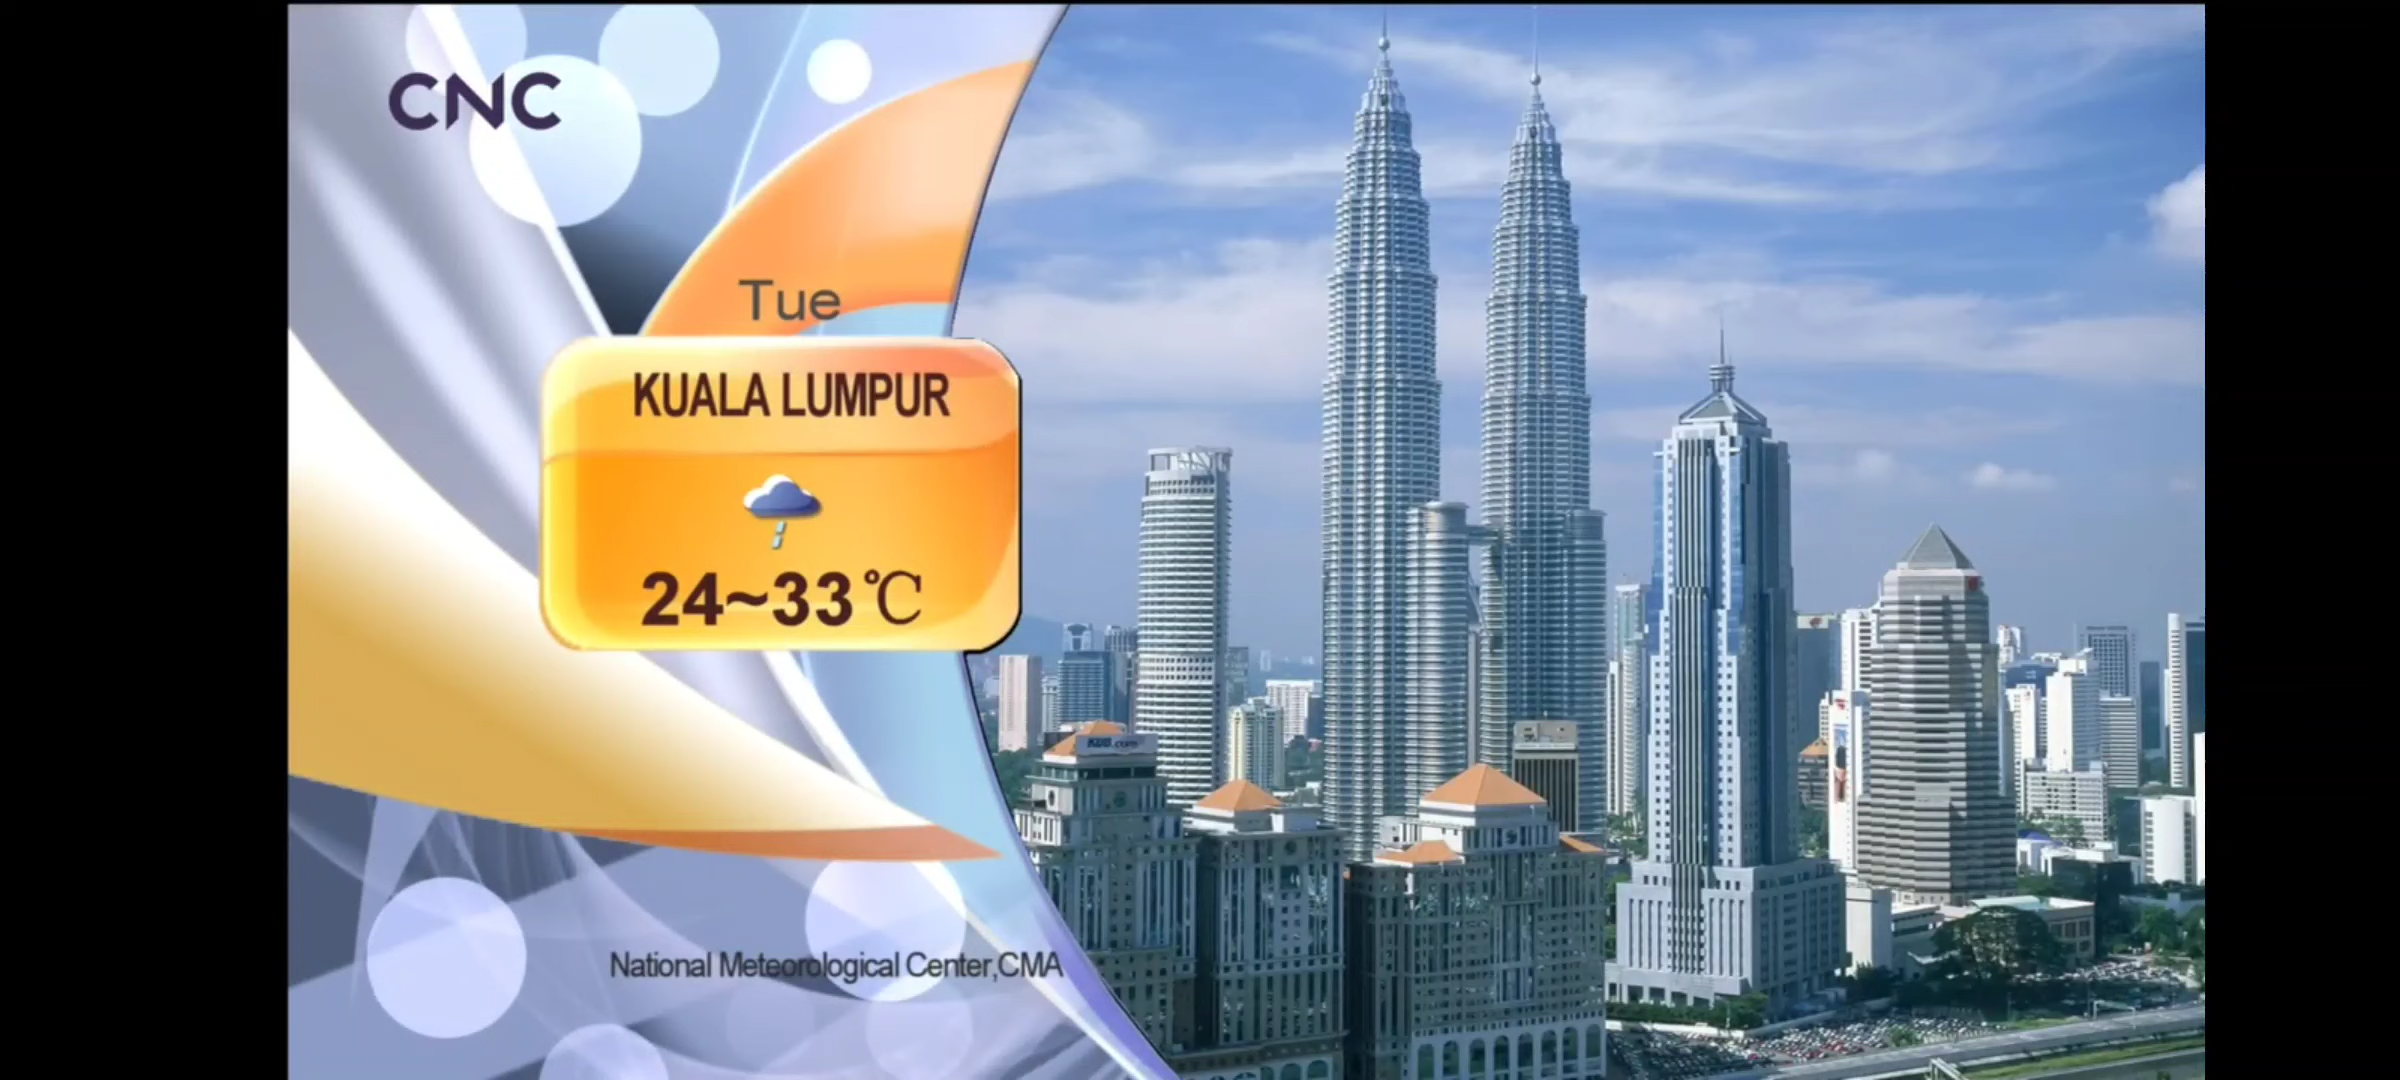 CNC
Tue
KUALA LUMPUR
24~33℃
National Meteorological Center,CMA